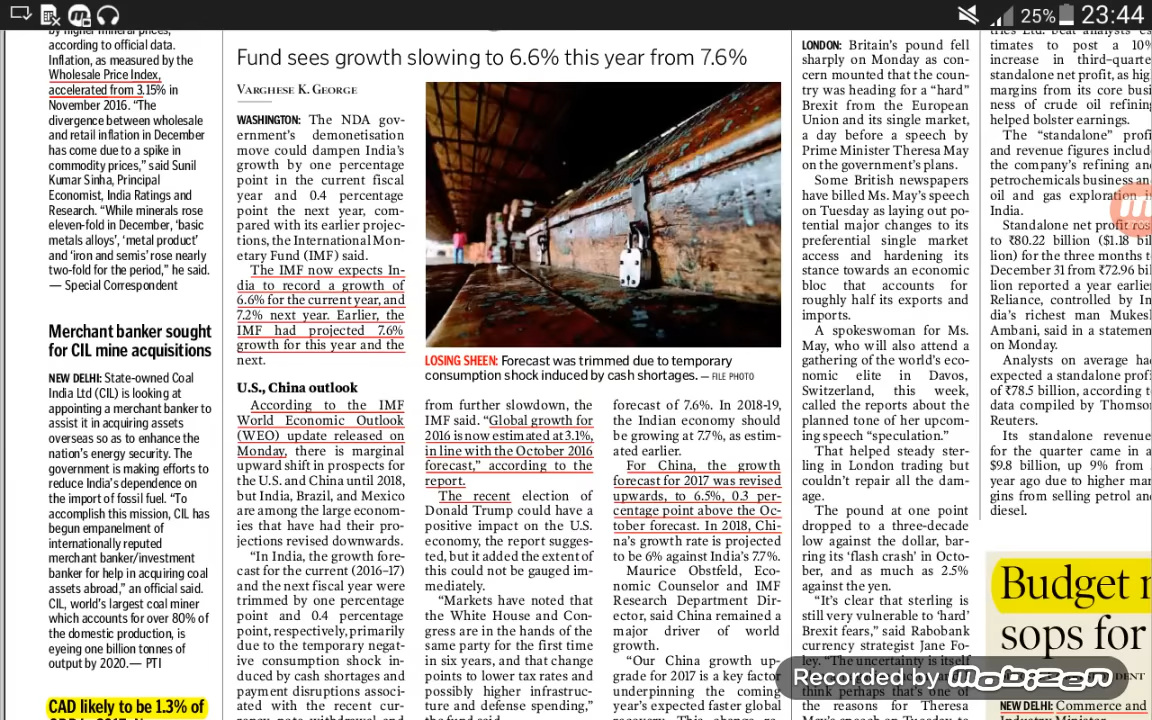 25% 23:44
by higher mineral prices,
according to official data.
Inflation, as measured by the
Wholesale Price Index,
accelerated from 3.15% in
November 2016. “The
divergence between wholesale
and retail inflation in December
has come due to a spike in
commodity prices,” said Sunil
Kumar Sinha, Principal
Economist, India Ratings and
Research. “While minerals rose
eleven-fold in December, ‘basic
metals alloys’, ‘metal product’
and ‘iron and semis’ rose nearly
two-fold for the period,” he said.
— Special Correspondent
Merchant banker sought
for CIL mine acquisitions
NEW DELHI: State-owned Coal
India Ltd (CIL) is looking at
appointing a merchant banker to
assist it in acquiring assets
overseas so as to enhance the
nation’s energy security. The
government is making efforts to
reduce India’s dependence on
the import of fossil fuel. “To
accomplish this mission, CIL has
begun empanelment of
internationally reputed
merchant banker/investment
banker for help in acquiring coal
assets abroad,” an official said.
CIL, world’s largest coal miner
which accounts for over 80% of
the domestic production, is
eyeing one billion tonnes of
output by 2020.— PTI
CAD likely to be 1.3% of
Fund sees growth slowing to 6.6% this year from 7.6%
VARGHESE K. GEORGE
WASHINGTON: The NDA gov-
ernment’s demonetisation
move could dampen India’s
growth by one percentage
point in the current fiscal
year and 0.4 percentage
point the next year, com-
pared with its earlier projec-
tions, the International Mon-
etary Fund (IMF) said.
The IMF now expects In-
dia to record a growth of
6.6% for the current year, and
7.2% next year. Earlier, the
IMF had projected 7.6%
growth for this year and the
next.
U.S., China outlook
According to the IMF
World Economic Outlook
(WEO) update released on
Monday, there is marginal
upward shift in prospects for
the U.S. and China until 2018,
but India, Brazil, and Mexico
are among the large econom-
ies that have had their pro-
jections revised downwards.
“In India, the growth fore-
cast for the current (2016–17)
and the next fiscal year were
trimmed by one percentage
point and 0.4 percentage
point, respectively, primarily
due to the temporary negat-
ive consumption shock in-
duced by cash shortages and
payment disruptions associ-
ated with the recent cur-
rency note withdrawal and
LOSING SHEEN: Forecast was trimmed due to temporary
consumption shock induced by cash shortages. — FILE PHOTO
from further slowdown, the
IMF said. “Global growth for
2016 is now estimated at 3.1%,
in line with the October 2016
forecast,” according to the
report.
The recent election of
Donald Trump could have a
positive impact on the U.S.
economy, the report sugges-
ted, but it added the extent of
this could not be gauged im-
mediately.
“Markets have noted that
the White House and Con-
gress are in the hands of the
same party for the first time
in six years, and that change
points to lower tax rates and
possibly higher infrastruc-
ture and defense spending,”
the fund said.
forecast of 7.6%. In 2018-19,
the Indian economy should
be growing at 7.7%, as estim-
ated earlier.
For China, the growth
forecast for 2017 was revised
upwards, to 6.5%, 0.3 per-
centage point above the Oc-
tober forecast. In 2018, Chi-
na’s growth rate is projected
to be 6% against India’s 7.7%.
Maurice Obstfeld, Eco-
nomic Counselor and IMF
Research Department Dir-
ector, said China remained a
major driver of world
growth.
“Our China growth up-
grade for 2017 is a key factor
underpinning the coming
year’s expected faster global
recovery. This change re-
LONDON: Britain’s pound fell
sharply on Monday as con-
cern mounted that the coun-
try was heading for a “hard”
Brexit from the European
Union and its single market,
a day before a speech by
Prime Minister Theresa May
on the government’s plans.
Some British newspapers
have billed Ms. May’s speech
on Tuesday as laying out po-
tential major changes to its
preferential single market
access and hardening its
stance towards an economic
bloc that accounts for
roughly half its exports and
imports.
A spokeswoman for Ms.
May, who will also attend a
gathering of the world’s eco-
nomic elite in Davos,
Switzerland, this week,
called the reports about the
planned tone of her upcom-
ing speech “speculation.”
That helped steady ster-
ling in London trading but
couldn’t repair all the dam-
age.
The pound at one point
dropped to a three-decade
low against the dollar, bar-
ring its ‘flash crash’ in Octo-
ber, and as much as 2.5%
against the yen.
“It’s clear that sterling is
still very vulnerable to ‘hard’
Brexit fears,” said Rabobank
currency strategist Jane Fo-
ley. “The uncertainty is itself
think perhaps that’s one of
the reasons for Theresa
May’s speech on Tuesday to
timates to post a 10%
increase in third-quarte
standalone net profit, as hig
margins from its core busi
ness of crude oil refining
helped bolster earnings.
The “standalone” profi
and revenue figures includ
the company’s refining an
petrochemicals business an
oil and gas exploration i
India.
Standalone net profit ros
to ₹80.22 billion ($1.18 bil
lion) for the three months t
December 31 from ₹72.96 bil
lion reported a year earlie
Reliance, controlled by In
dia’s richest man Mukes
Ambani, said in a statemen
on Monday.
Analysts on average ha
expected a standalone profi
of ₹78.5 billion, according t
data compiled by Thomso
Reuters.
Its standalone revenue
for the quarter came in a
$9.8 billion, up 9% from
year ago due to higher mar
gins from selling petrol an
diesel.
Budget
sops for
NEW DELHI: Commerce and
Recorded by mobizen